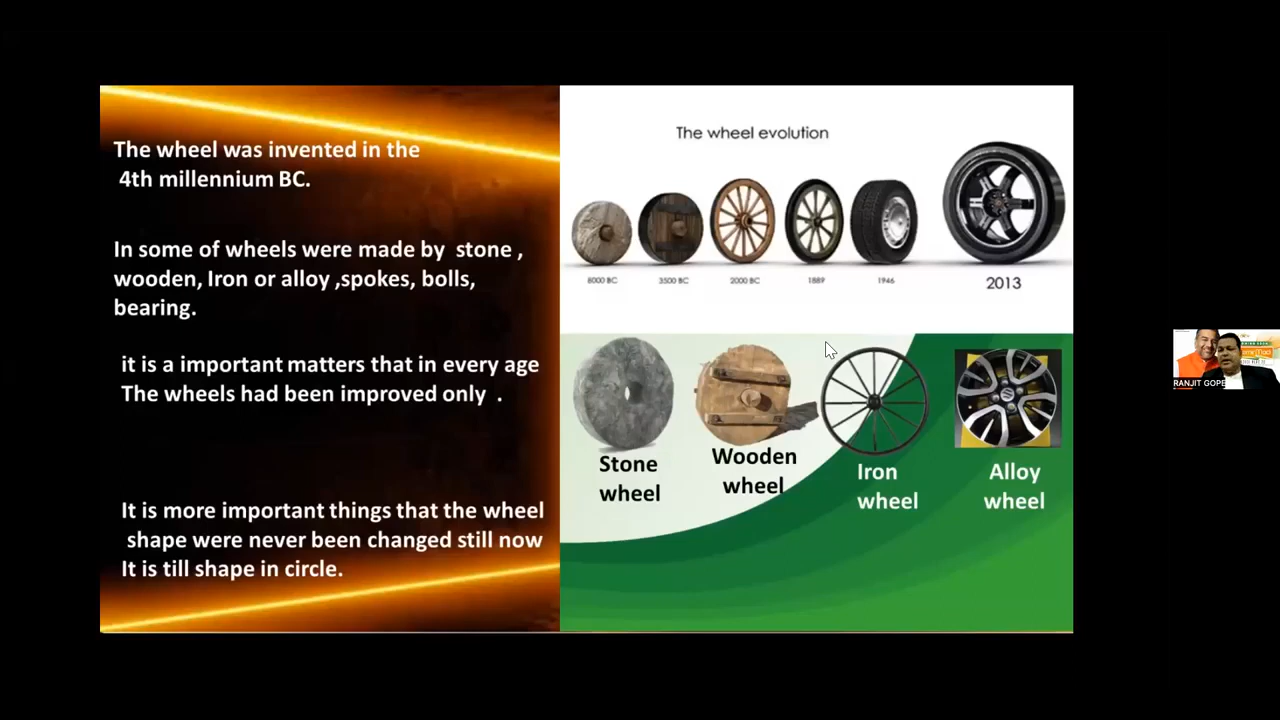 The wheel was invented in the
4th millennium BC.
In some of wheels were made by stone ,
wooden, Iron or alloy ,spokes, bolls,
bearing.
it is a important matters that in every age
The wheels had been improved only .
It is more important things that the wheel
shape were never been changed still now
It is till shape in circle.
The wheel evolution
3500 BC
2000 BC
1889
1946
2013
Stone
wheel
Wooden
wheel
Iron
wheel
Alloy
wheel